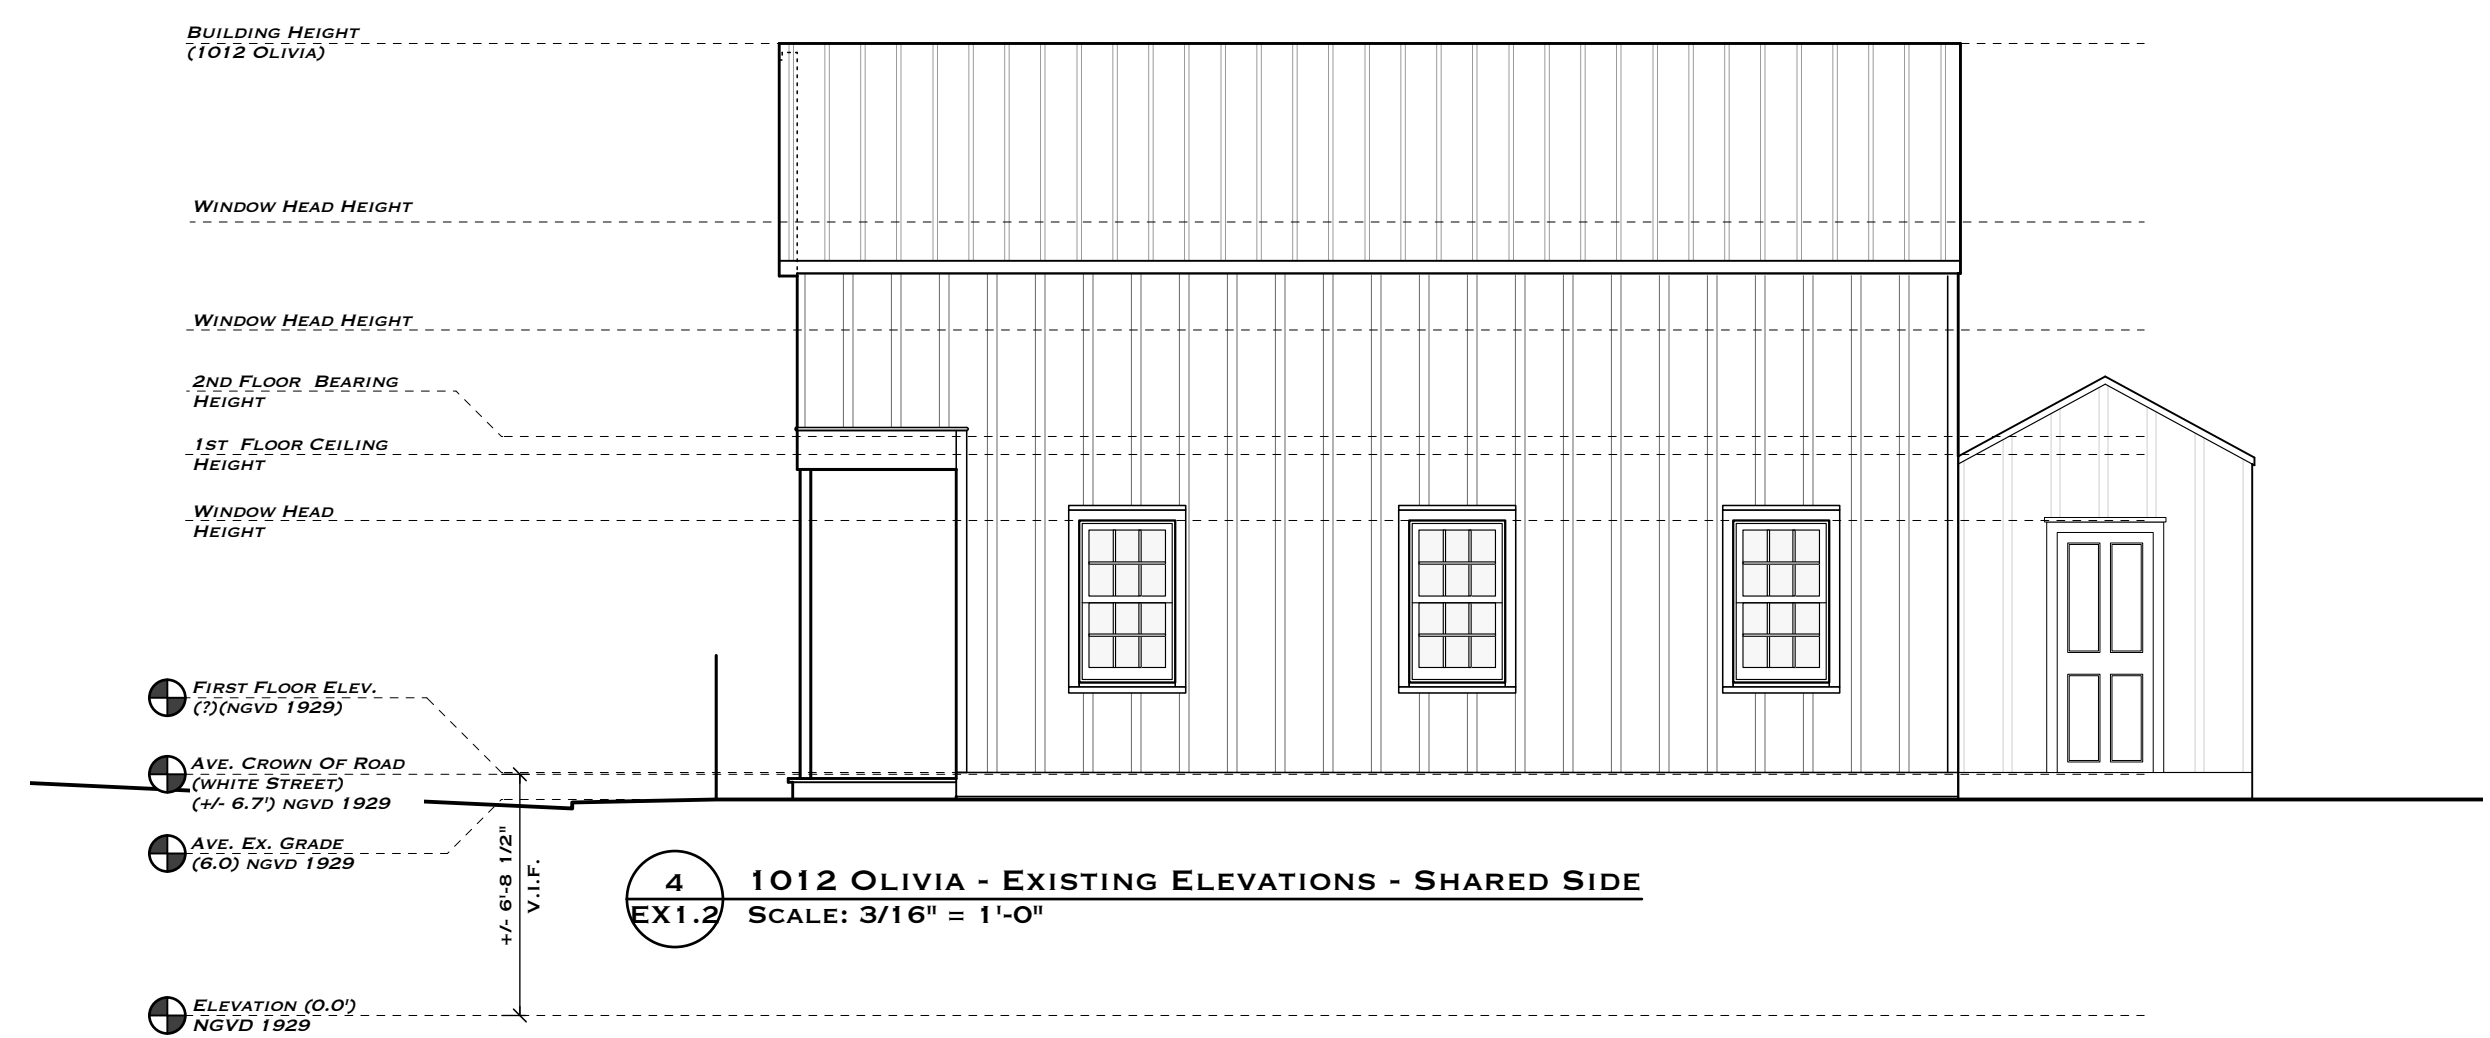 Building Height
(1012 Olivia)
Window Head Height
Window Head Height
2nd Floor Bearing
Height
1st Floor Ceiling
Height
Window Head
Height
First Floor Elev.
(?)(NGVD 1929)
Ave. Crown Of Road
(White Street)
(+/- 6.7') NGVD 1929
Ave. Ex. Grade
(6.0) NGVD 1929
+/- 6'-8 1/2"
V.I.F.
4
EX1.2
1012 Olivia - Existing Elevations - Shared Side
Scale: 3/16" = 1'-0"
Elevation (0.0')
NGVD 1929